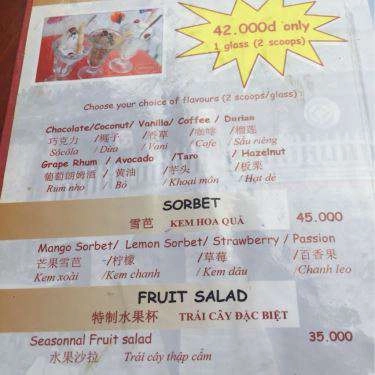 42.000d only
1 glass (2 scoops)
Choose your choice of flavours (2 scoops/glass) :
Chocolate/Coconut/ Vanilla/ Coffee / Durian
巧克力 /椰子 /香草 /咖啡 /榴莲
Sôcôla /Dừa /Vani /Cafe /Sầu riêng
Grape Rhum / Avocado /Taro / Hazelnut
葡萄朗姆酒 / 黄油 /芋头 /板栗
Rum nho / Bơ / Khoai môn / Hạt dẻ
SORBET
雪芭 KEM HOA QUẢ 45.000
Mango Sorbet/ Lemon Sorbet/ Strawberry / Passion
芒果雪芭 -/柠檬 /草莓 /百香果
Kem xoài / Kem chanh / Kem dâu / Chanh leo
FRUIT SALAD
特制水果杯 TRÁI CÂY ĐẶC BIỆT
Seasonnal Fruit salad 35.000
水果沙拉 Trái cây thập cẩm